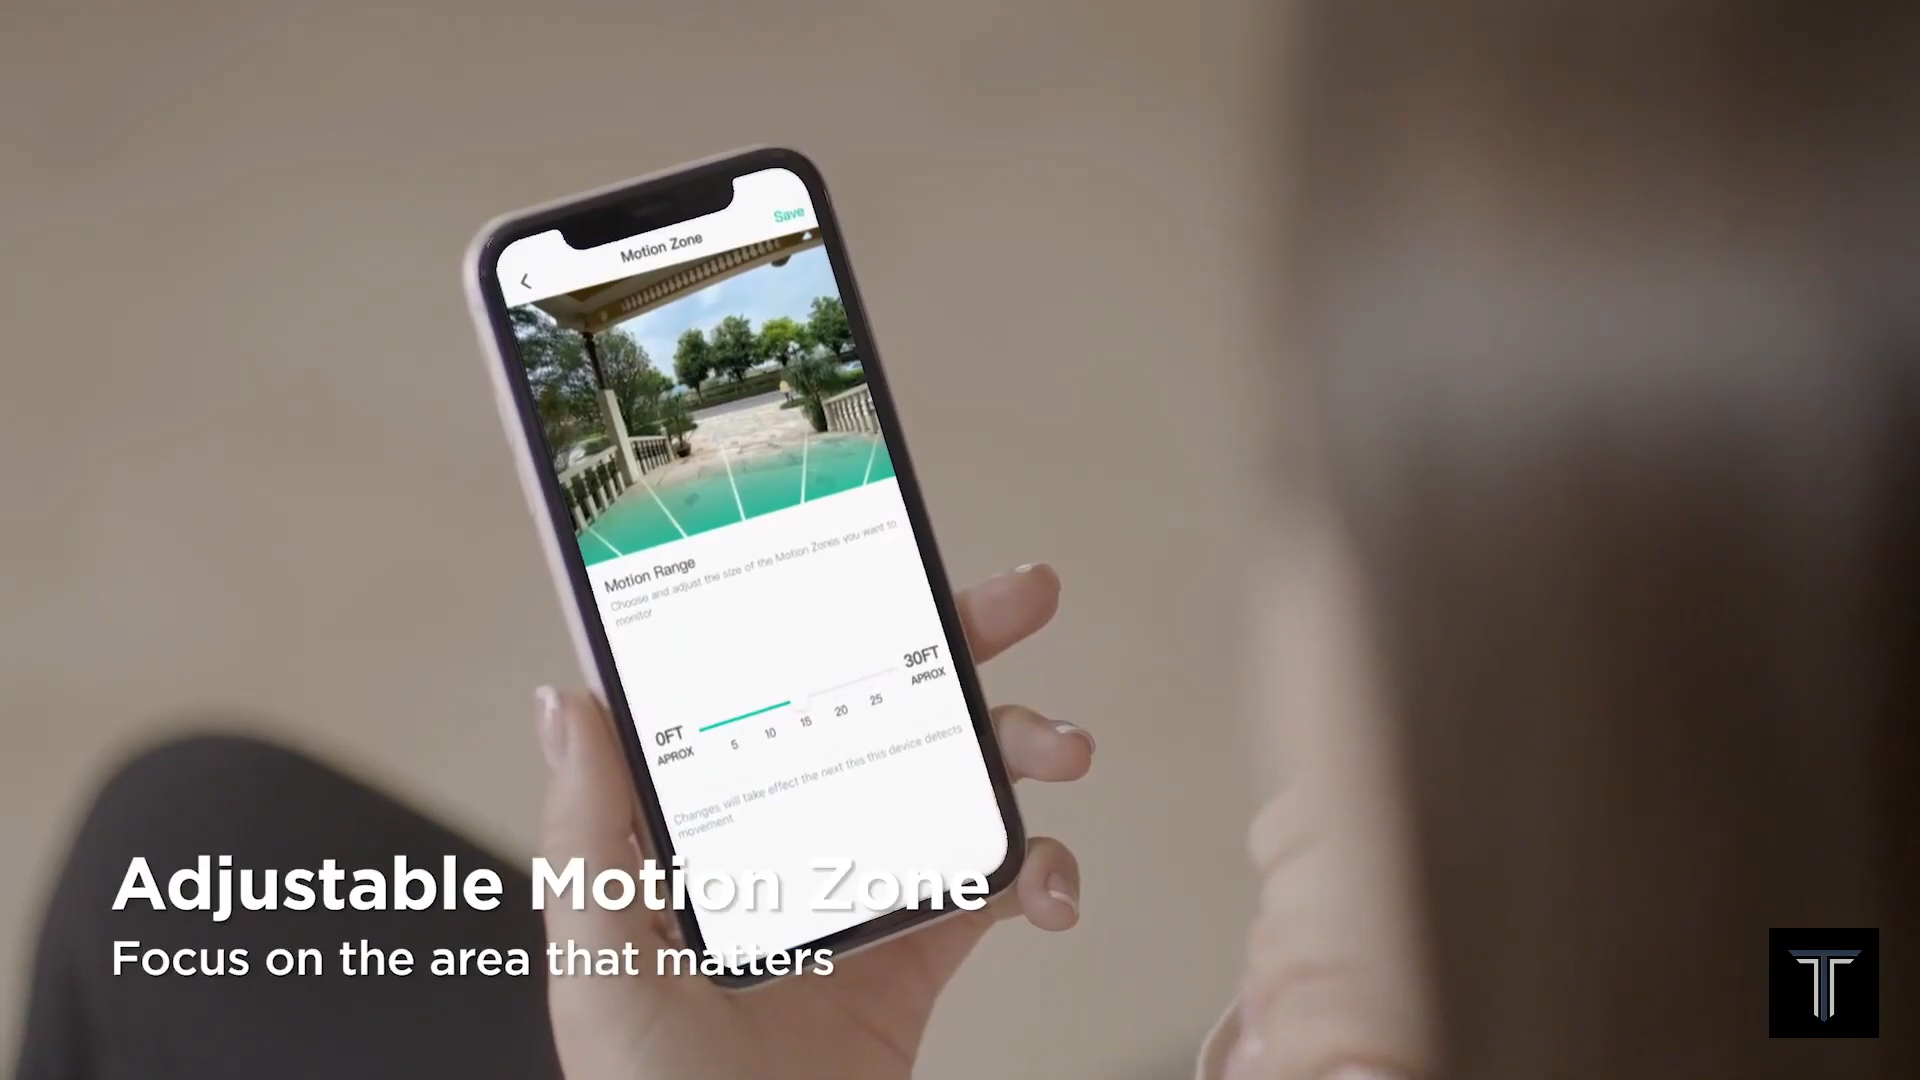 Save
Motion Zone
Motion Range
Choose and adjust the size of the Motion Zones you want to
monitor
0FT
APROX
5
10
15
20
25
30FT
APROX
Changes will take effect the next this this device detects
movement
Adjustable Motion Zone
Focus on the area that matters